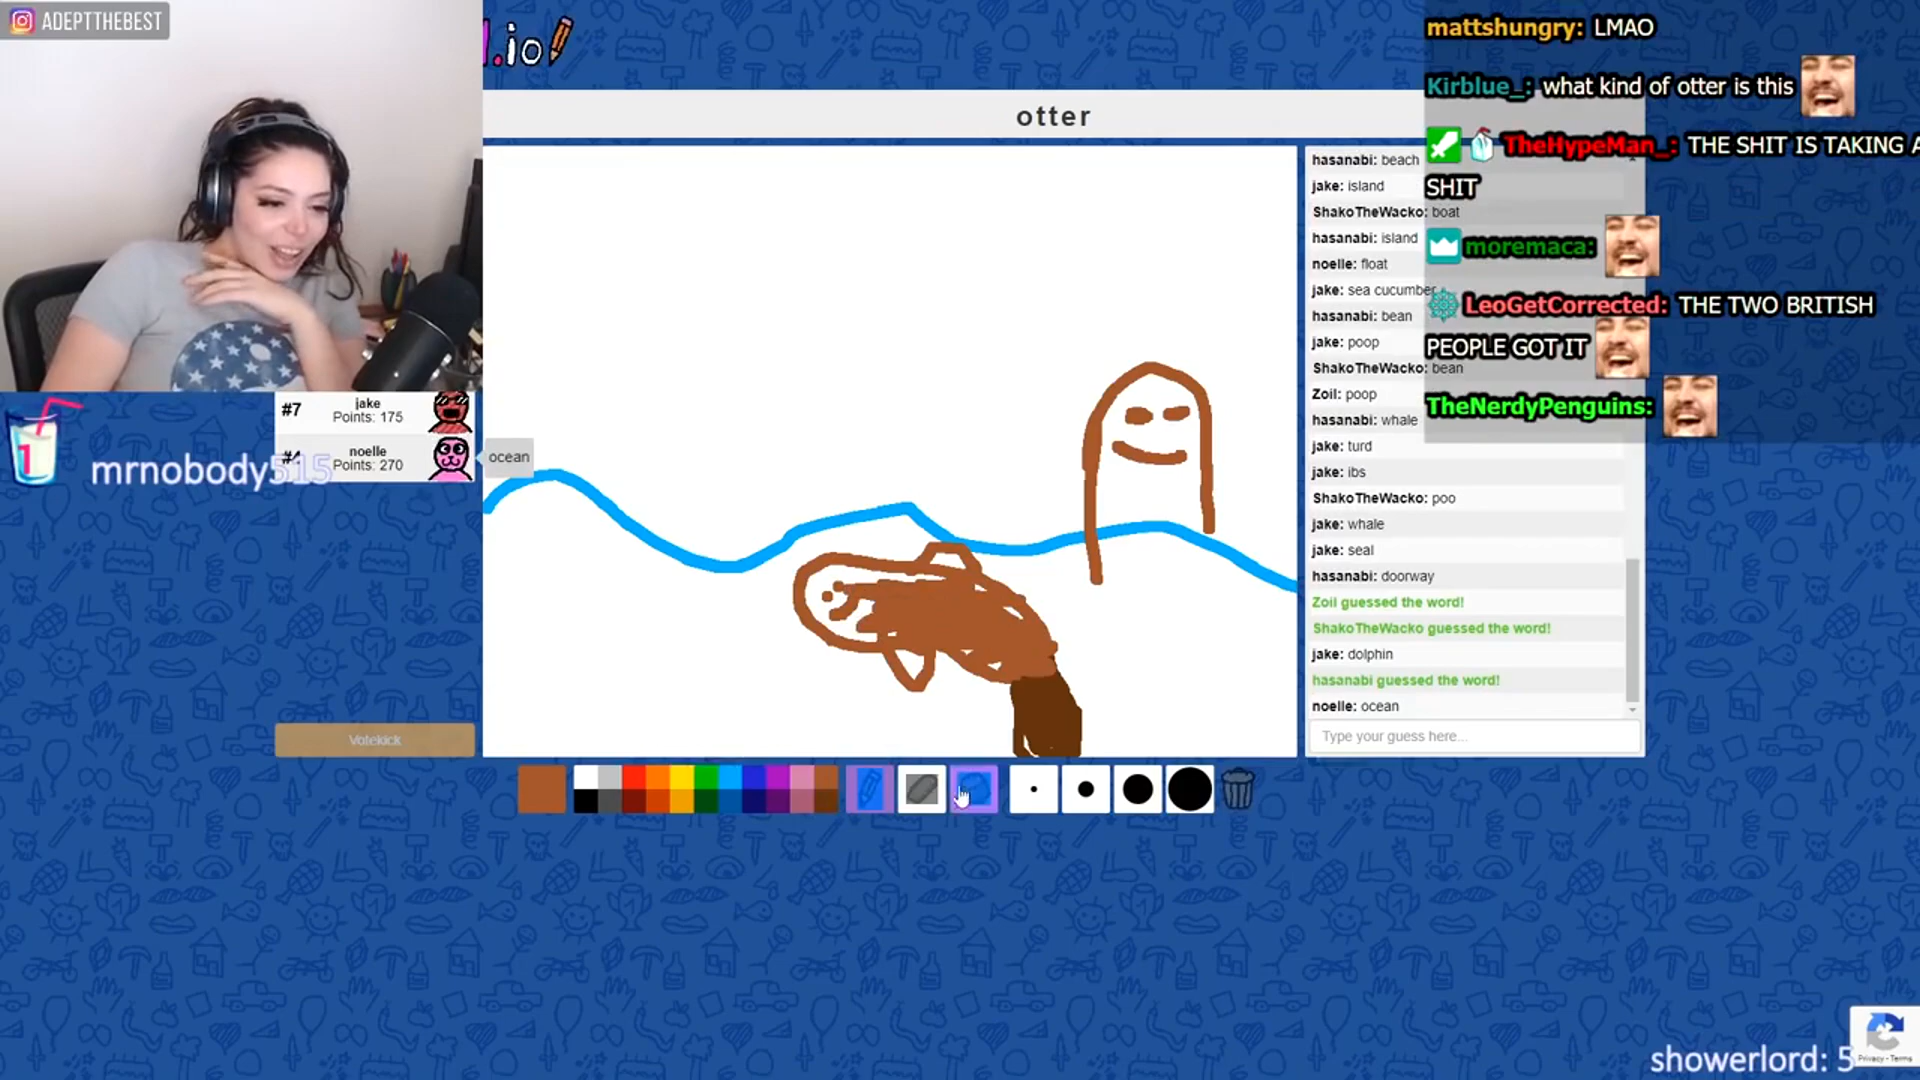 ADEPTTHEBEST
.io
otter
hasanabi: beach
jake: island
ShakoTheWacko: boat
hasanabi: island
noelle: float
jake: sea cucumber
hasanabi: bean
jake: poop
ShakoTheWacko: bean
Zoil: poop
hasanabi: whale
jake: turd
jake: ibs
ShakoTheWacko: poo
jake: whale
jake: seal
hasanabi: doorway
Zoil guessed the word!
ShakoTheWacko guessed the word!
jake: dolphin
hasanabi guessed the word!
noelle: ocean
Type your guess here...
mattshungry: LMAO
Kirblue_: what kind of otter is this
TheHypeMan_: THE SHIT IS TAKING A
SHIT
moremaca:
LeoGetCorrected: THE TWO BRITISH
PEOPLE GOT IT
TheNerdyPenguins:
#7
jake
Points: 175
#4
noelle
Points: 270
ocean
1
mrnobody515
Votekick
Privacy - Terms
showerlord: 5